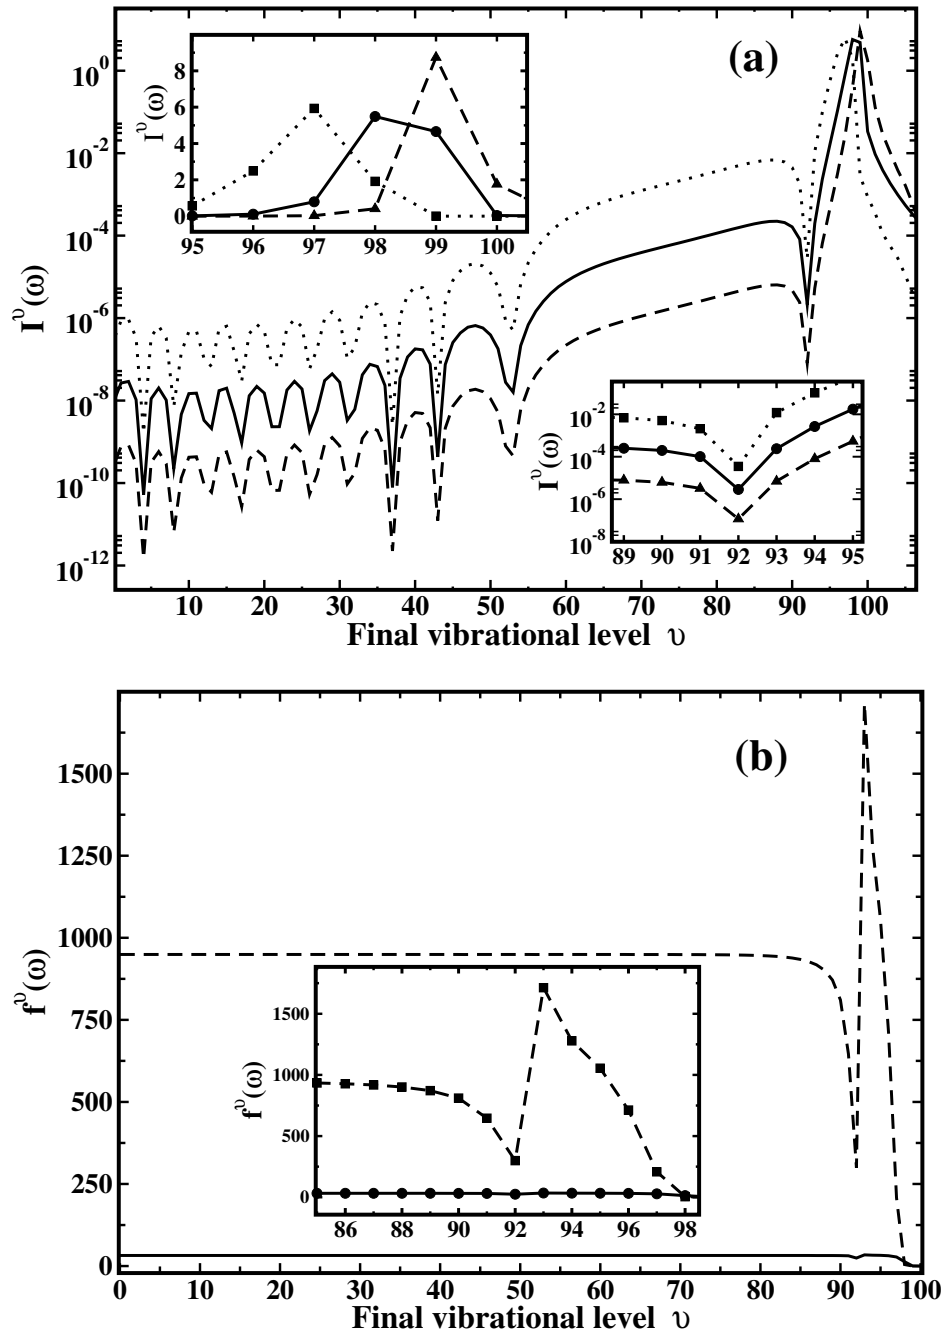 (a)
I^υ(ω)
10^0
10^-2
10^-4
10^-6
10^-8
10^-10
10^-12
10 20 30 40 50 60 70 80 90 100
Final vibrational level υ
I^υ(ω)
8
6
4
2
0
95 96 97 98 99 100
I^υ(ω)
10^-2
10^-4
10^-6
10^-8
89 90 91 92 93 94 95
(b)
f^υ(ω)
1500
1250
1000
750
500
250
0
0 10 20 30 40 50 60 70 80 90 100
Final vibrational level υ
f^υ(ω)
1500
1000
500
0
86 88 90 92 94 96 98